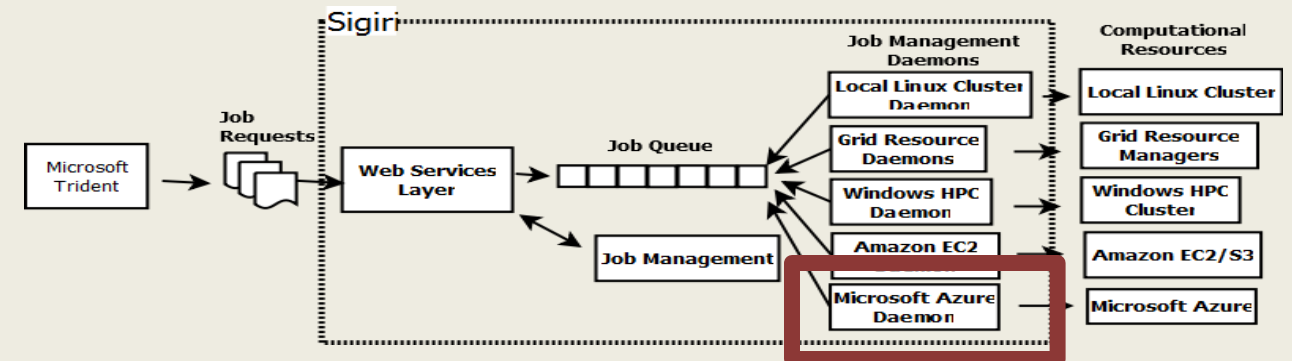 Sigiri
Job Management
Daemons
Computational
Resources
Local Linux Cluster
Daemon
Local Linux Cluster
Job
Requests
Job Queue
Grid Resource
Daemons
Grid Resource
Managers
Microsoft
Trident
Web Services
Layer
Windows HPC
Daemon
Windows HPC
Cluster
Job Management
Amazon EC2
Amazon EC2/S3
Microsoft Azure
Daemon
Microsoft Azure